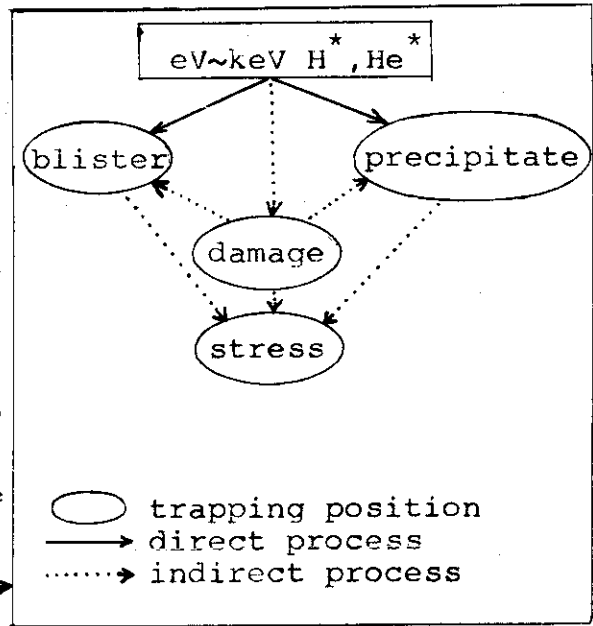 eV~keV H*,He*
blister
precipitate
damage
stress
trapping position
direct process
indirect process